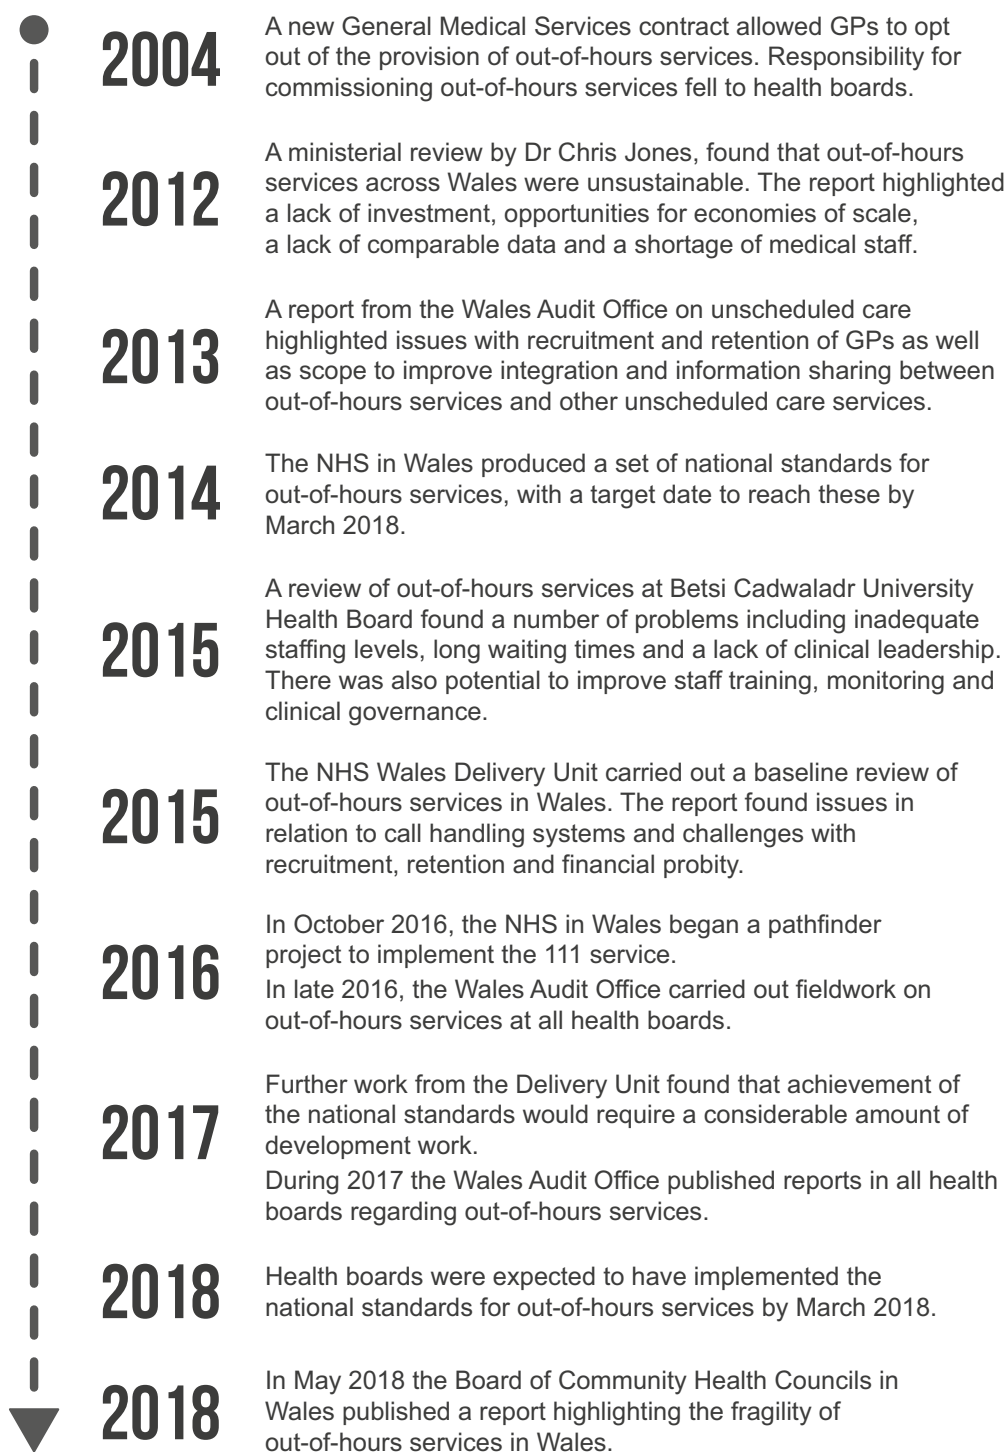 2004
A new General Medical Services contract allowed GPs to opt
out of the provision of out-of-hours services. Responsibility for
commissioning out-of-hours services fell to health boards.
2012
A ministerial review by Dr Chris Jones, found that out-of-hours
services across Wales were unsustainable. The report highlighted
a lack of investment, opportunities for economies of scale,
a lack of comparable data and a shortage of medical staff.
2013
A report from the Wales Audit Office on unscheduled care
highlighted issues with recruitment and retention of GPs as well
as scope to improve integration and information sharing between
out-of-hours services and other unscheduled care services.
2014
The NHS in Wales produced a set of national standards for
out-of-hours services, with a target date to reach these by
March 2018.
2015
A review of out-of-hours services at Betsi Cadwaladr University
Health Board found a number of problems including inadequate
staffing levels, long waiting times and a lack of clinical leadership.
There was also potential to improve staff training, monitoring and
clinical governance.
2015
The NHS Wales Delivery Unit carried out a baseline review of
out-of-hours services in Wales. The report found issues in
relation to call handling systems and challenges with
recruitment, retention and financial probity.
2016
In October 2016, the NHS in Wales began a pathfinder
project to implement the 111 service.
In late 2016, the Wales Audit Office carried out fieldwork on
out-of-hours services at all health boards.
2017
Further work from the Delivery Unit found that achievement of
the national standards would require a considerable amount of
development work.
During 2017 the Wales Audit Office published reports in all health
boards regarding out-of-hours services.
2018
Health boards were expected to have implemented the
national standards for out-of-hours services by March 2018.
2018
In May 2018 the Board of Community Health Councils in
Wales published a report highlighting the fragility of
out-of-hours services in Wales.